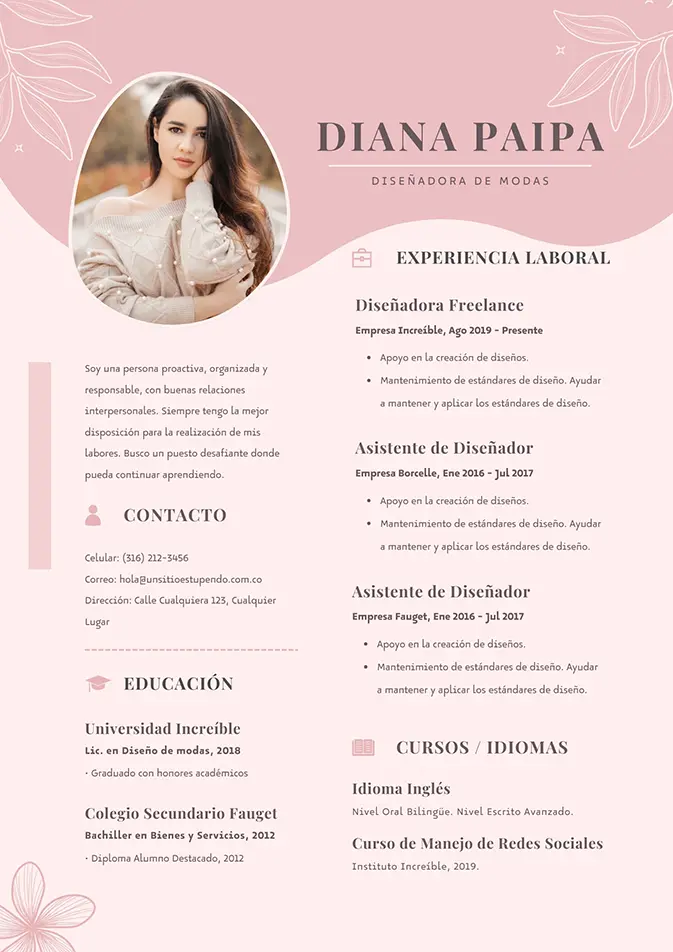 DIANA PAIPA
DISEÑADORA DE MODAS
Soy una persona proactiva, organizada y
responsable, con buenas relaciones
interpersonales. Siempre tengo la mejor
disposición para la realización de mis
labores. Busco un puesto desafiante donde
pueda continuar aprendiendo.
CONTACTO
Celular: (316) 212-3456
Correo: hola@unsitioestupendo.com.co
Dirección: Calle Cualquiera 123, Cualquier
Lugar
EDUCACIÓN
Universidad Increíble
Lic. en Diseño de modas, 2018
• Graduado con honores académicos
Colegio Secundario Fauget
Bachiller en Bienes y Servicios, 2012
• Diploma Alumno Destacado, 2012
EXPERIENCIA LABORAL
Diseñadora Freelance
Empresa Increíble, Ago 2019 - Presente
• Apoyo en la creación de diseños.
• Mantenimiento de estándares de diseño. Ayudar
a mantener y aplicar los estándares de diseño.
Asistente de Diseñador
Empresa Borcelle, Ene 2016 - Jul 2017
• Apoyo en la creación de diseños.
• Mantenimiento de estándares de diseño. Ayudar
a mantener y aplicar los estándares de diseño.
Asistente de Diseñador
Empresa Fauget, Ene 2016 - Jul 2017
• Apoyo en la creación de diseños.
• Mantenimiento de estándares de diseño. Ayudar
a mantener y aplicar los estándares de diseño.
CURSOS / IDIOMAS
Idioma Inglés
Nivel Oral Bilingüe. Nivel Escrito Avanzado.
Curso de Manejo de Redes Sociales
Instituto Increíble, 2019.